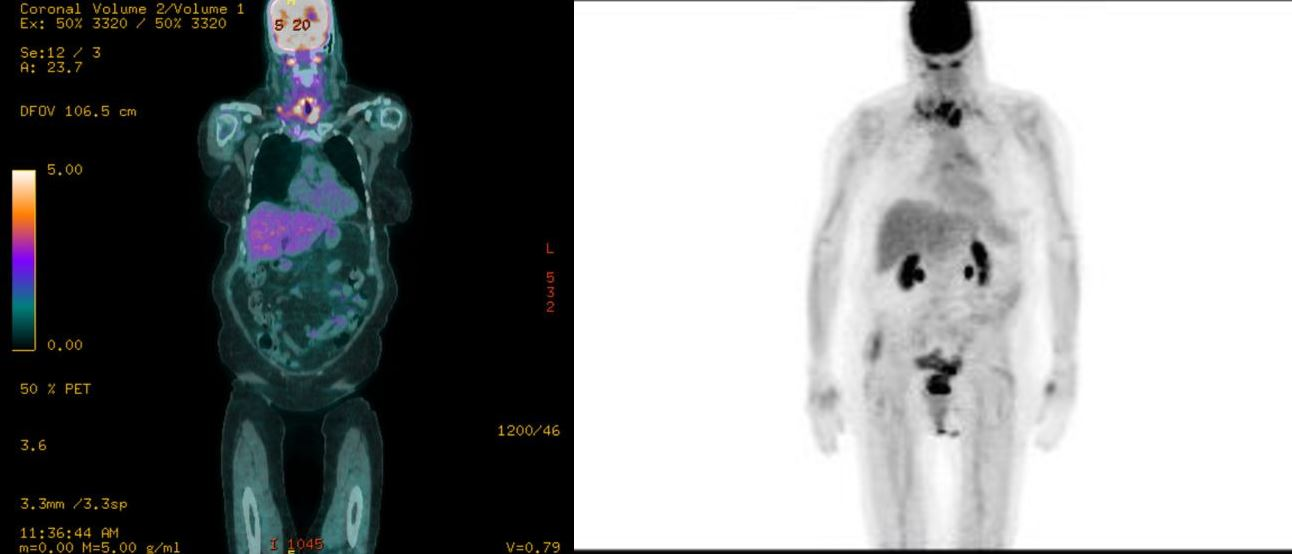 Coronal Volume 2/Volume 1
Ex: 50% 3320 / 50% 3320
S 20
Se:12 / 3
A: 23.7
DFOV 106.5 cm
5.00
L
5
3
2
0.00
50 % PET
1200/46
3.6
3.3mm /3.3sp
11:36:44 AM
m=0.00 M=5.00 g/ml
I 1045
V=0.79